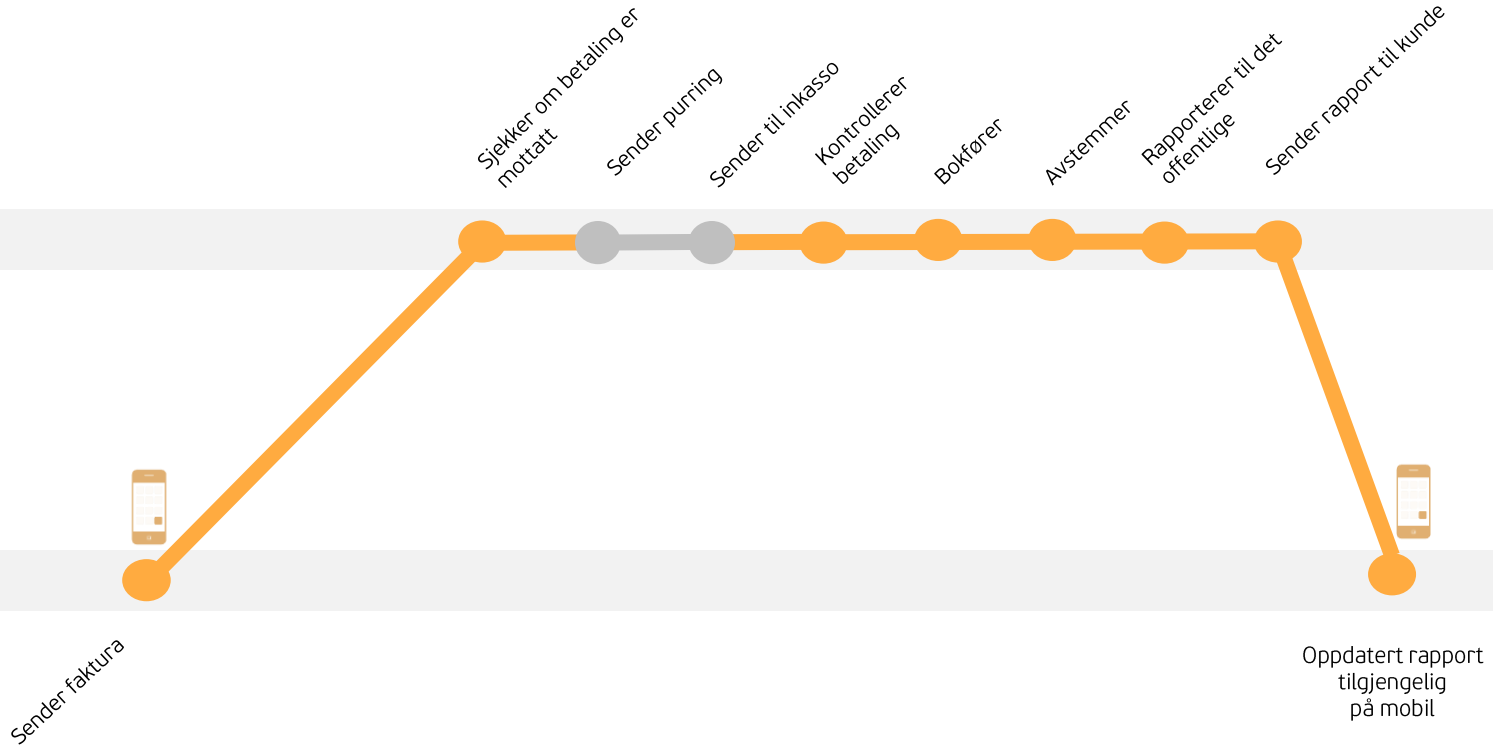 Sjekker om betaling er
mottatt
Sender purring
Sender til inkasso
Kontrollerer
betaling
Bokfører
Avstemmer
Rapporterer til det
offentlige
Sender rapport til kunde
Sender faktura
Oppdatert rapport
tilgjengelig
på mobil